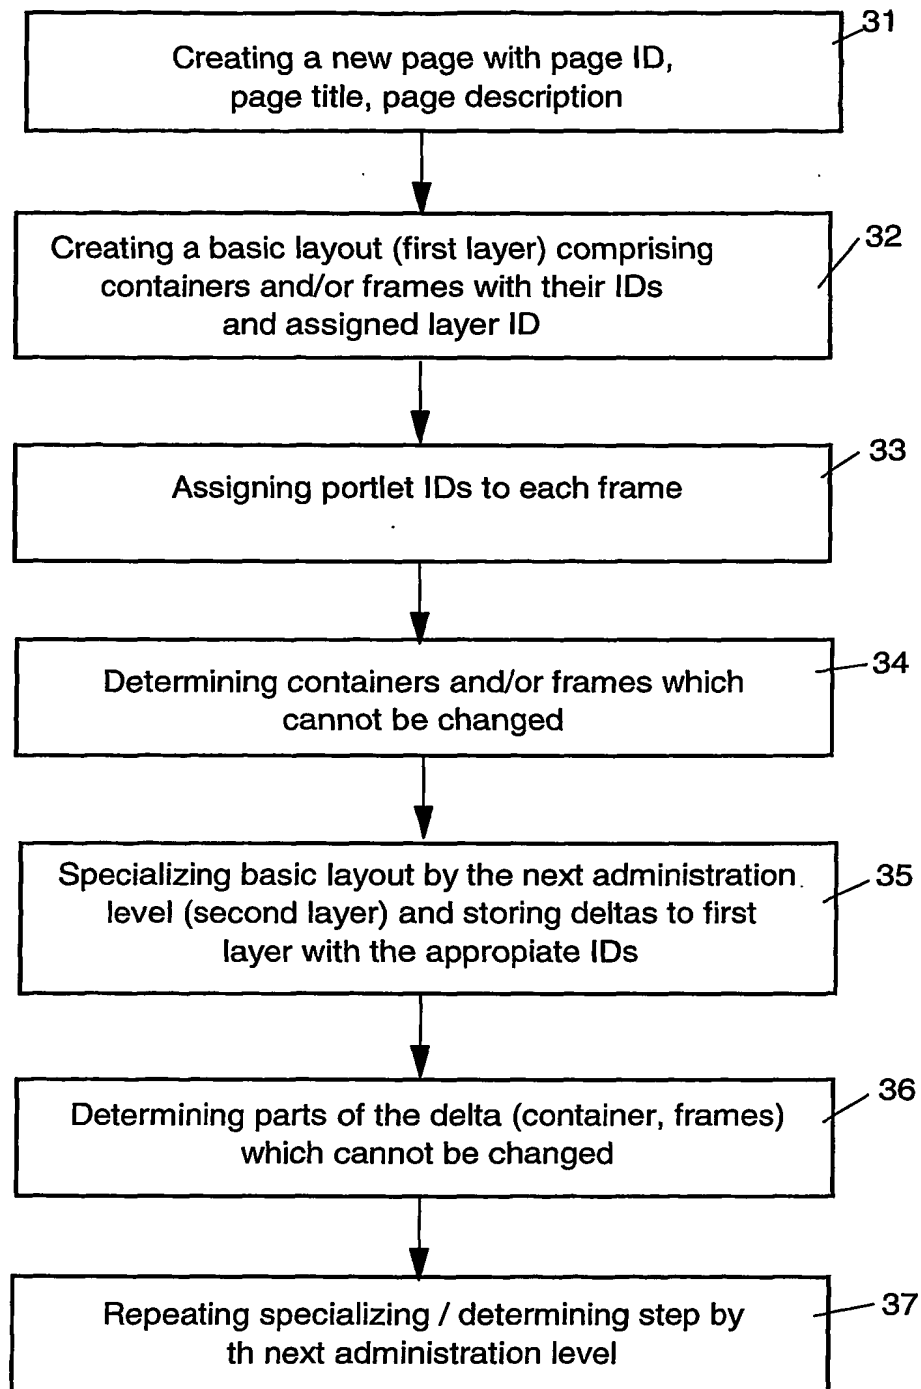 31
Creating a new page with page ID,
page title, page description
32
Creating a basic layout (first layer) comprising
containers and/or frames with their IDs
and assigned layer ID
33
Assigning portlet IDs to each frame
34
Determining containers and/or frames which
cannot be changed
35
Specializing basic layout by the next administration
level (second layer) and storing deltas to first
layer with the appropiate IDs
36
Determining parts of the delta (container, frames)
which cannot be changed
37
Repeating specializing / determining step by
th next administration level